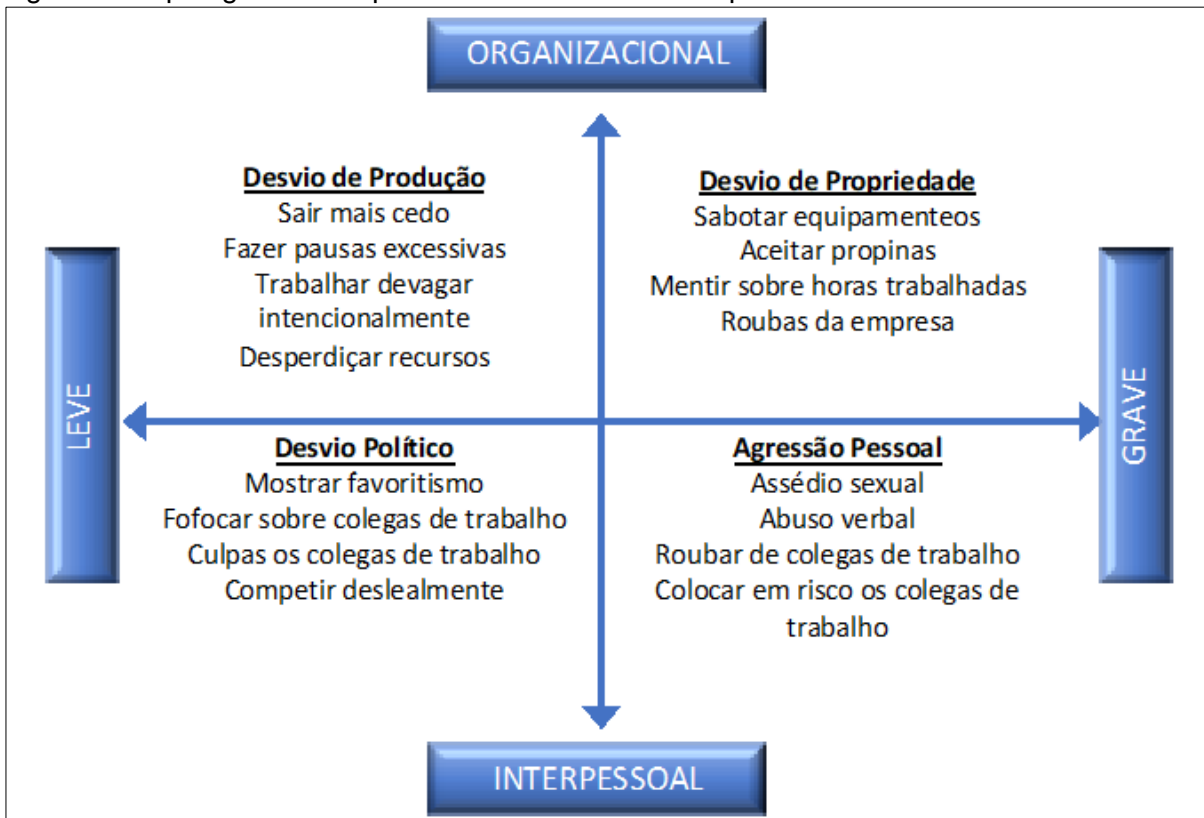 ORGANIZACIONAL
Desvio de Produção
Sair mais cedo
Fazer pausas excessivas
Trabalhar devagar
intencionalmente
Desperdiçar recursos
Desvio de Propriedade
Sabotar equipamenteos
Aceitar propinas
Mentir sobre horas trabalhadas
Roubas da empresa
LEVE
GRAVE
Desvio Político
Mostrar favoritismo
Fofocar sobre colegas de trabalho
Culpas os colegas de trabalho
Competir deslealmente
Agressão Pessoal
Assédio sexual
Abuso verbal
Roubar de colegas de trabalho
Colocar em risco os colegas de
trabalho
INTERPESSOAL